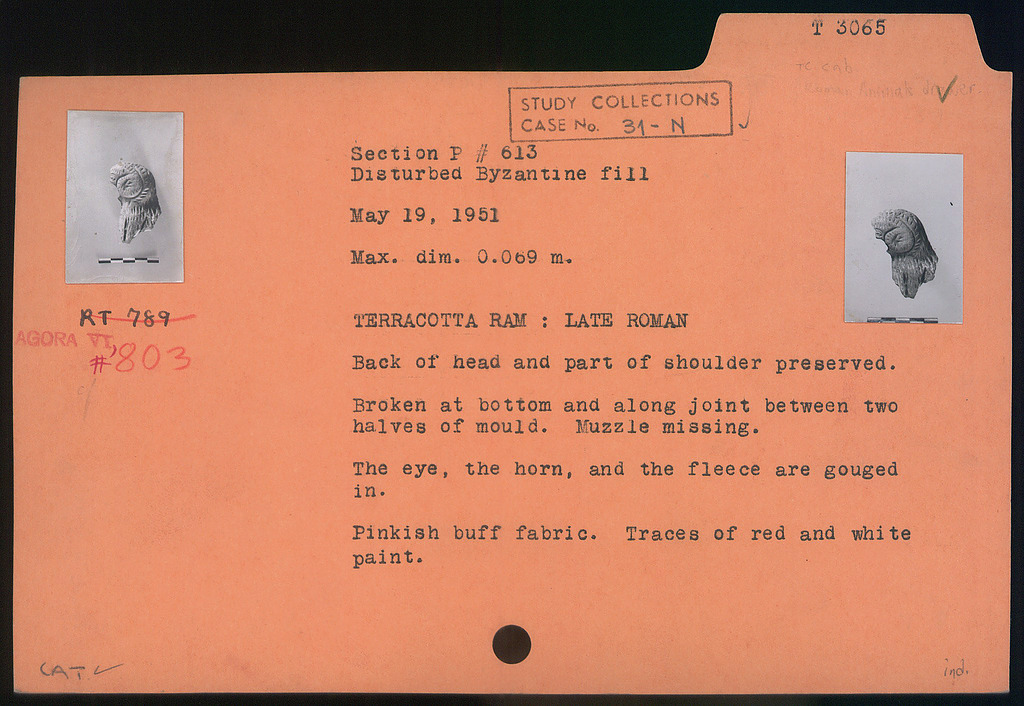 T 3065
TC cab
STUDY COLLECTIONS
CASE No. 31-N
Section P # 613
Disturbed Byzantine fill
May 19, 1951
Max. dim. 0.069 m.
RT 789
AGORA VI,
#803
TERRACOTTA RAM : LATE ROMAN
Back of head and part of shoulder preserved.
Broken at bottom and along joint between two
halves of mould. Muzzle missing.
The eye, the horn, and the fleece are gouged
in.
Pinkish buff fabric. Traces of red and white
paint.
CAT
ind.